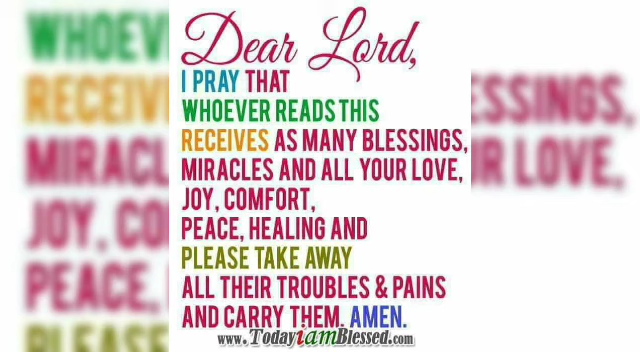 Dear Lord,
I PRAY THAT
WHOEVER READS THIS
RECEIVES AS MANY BLESSINGS,
MIRACLES AND ALL YOUR LOVE,
JOY, COMFORT,
PEACE, HEALING AND
PLEASE TAKE AWAY
ALL THEIR TROUBLES & PAINS
AND CARRY THEM. AMEN.
www.TodayiamBlessed.com